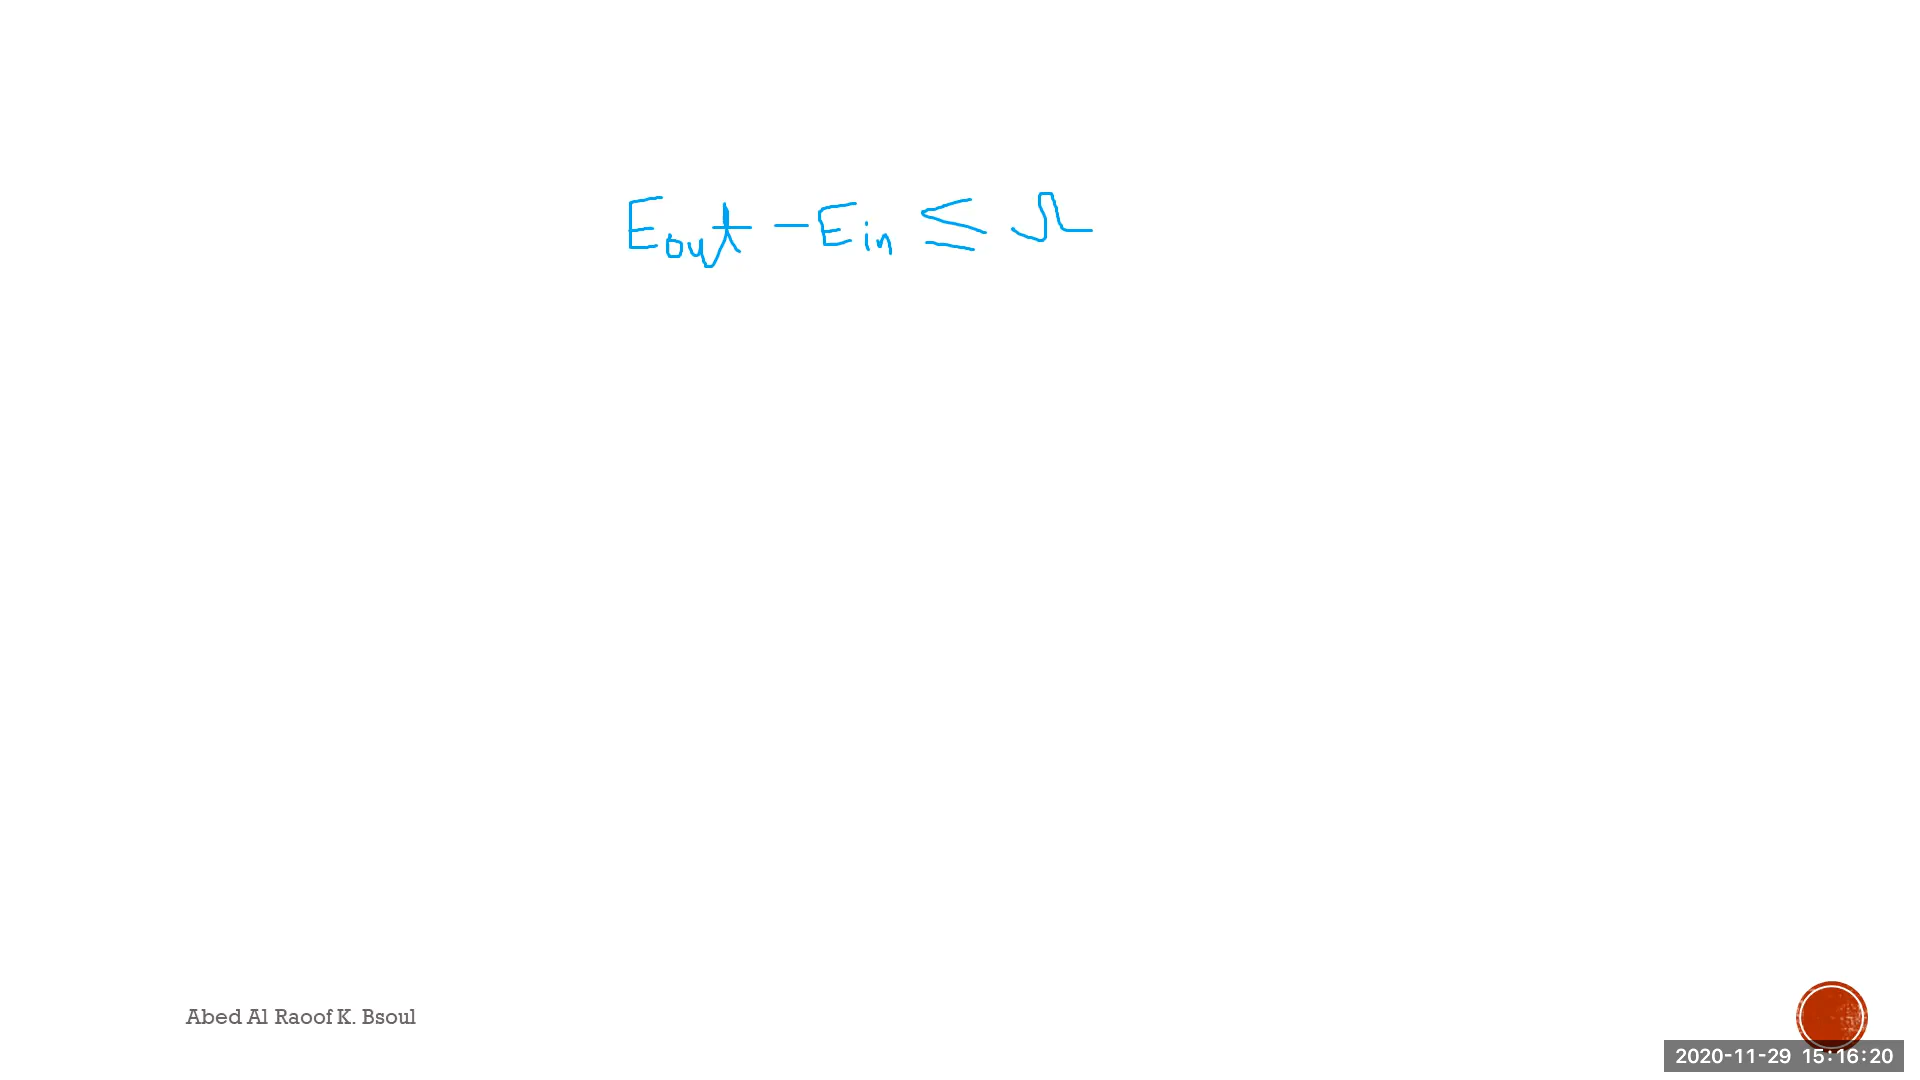 Eout - Ein ≤ Ω
Abed Al Raoof K. Bsoul
2020-11-29 15:16:20